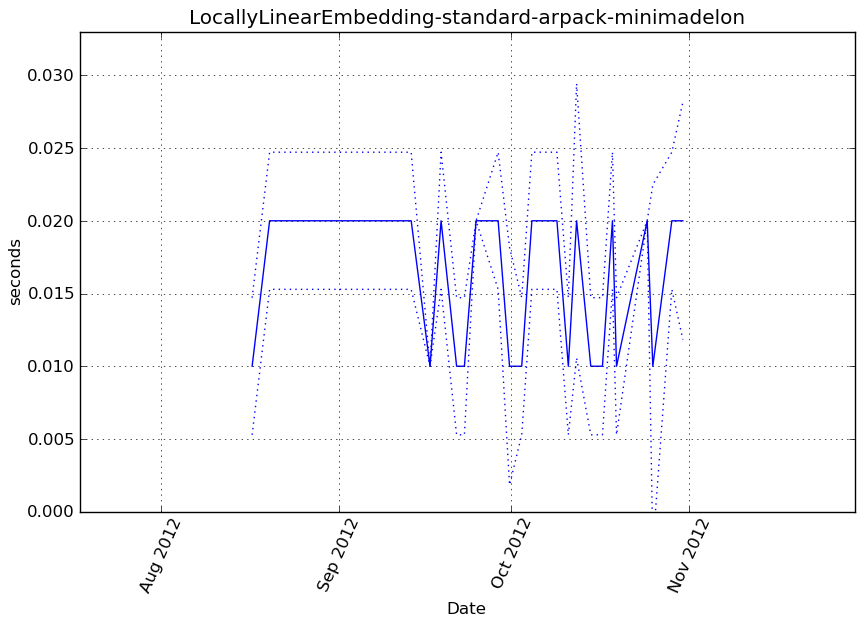 LocallyLinearEmbedding-standard-arpack-minimadelon
0.030
0.025
0.020
0.015
0.010
0.005
0.000
seconds
Aug 2012
Sep 2012
Oct 2012
Nov 2012
Date